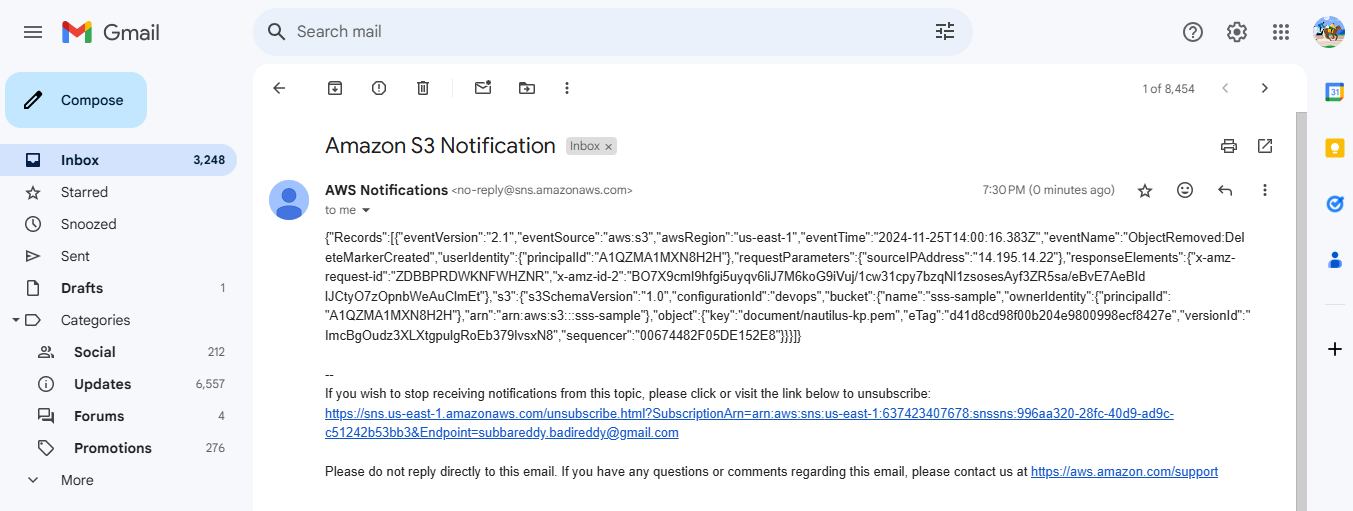 Gmail
Search mail
Compose
1 of 8,454
Inbox 3,248
Starred
Snoozed
Sent
Drafts
Categories
Social 212
Updates 6,557
Forums 4
Promotions 276
More
Amazon S3 Notification Inbox ×
AWS Notifications <no-reply@sns.amazonaws.com> 7:30 PM (0 minutes ago)
to me
{"Records":[{"eventVersion":"2.1","eventSource":"aws:s3","awsRegion":"us-east-1","eventTime":"2024-11-25T14:00:16.383Z","eventName":"ObjectRemoved:Del
eteMarkerCreated","userIdentity":{"principalId":"A1QZMA1MXN8H2H"},"requestParameters":{"sourceIPAddress":"14.195.14.22"},"responseElements":{"x-amz-
request-id":"ZDBBPRDWKNFWHZNR","x-amz-id-2":"BO7X9cmI9hfgi5uyqv6liJ7M6koG9iVuj/1cw31cpy7bzqNl1zsosesAyf3ZR5sa/eBvE7AeBId
IJCtyO7zOpnbWeAuClmEt"},"s3":{"s3SchemaVersion":"1.0","configurationId":"devops","bucket":{"name":"sss-sample","ownerIdentity":{"principalId":
"A1QZMA1MXN8H2H"},"arn":"arn:aws:s3:::sss-sample"},"object":{"key":"document/nautilus-kp.pem","eTag":"d41d8cd98f00b204e9800998ecf8427e","versionId":"
ImcBgOudz3XLXtgpulgRoEb379lvsxN8","sequencer":"00674482F05DE152E8"}}}]}
--
If you wish to stop receiving notifications from this topic, please click or visit the link below to unsubscribe:
https://sns.us-east-1.amazonaws.com/unsubscribe.html?SubscriptionArn=arn:aws:sns:us-east-1:637423407678:snssns:996aa320-28fc-40d9-ad9c-
c51242b53bb3&Endpoint=subbareddy.badireddy@gmail.com
Please do not reply directly to this email. If you have any questions or comments regarding this email, please contact us at https://aws.amazon.com/support
31